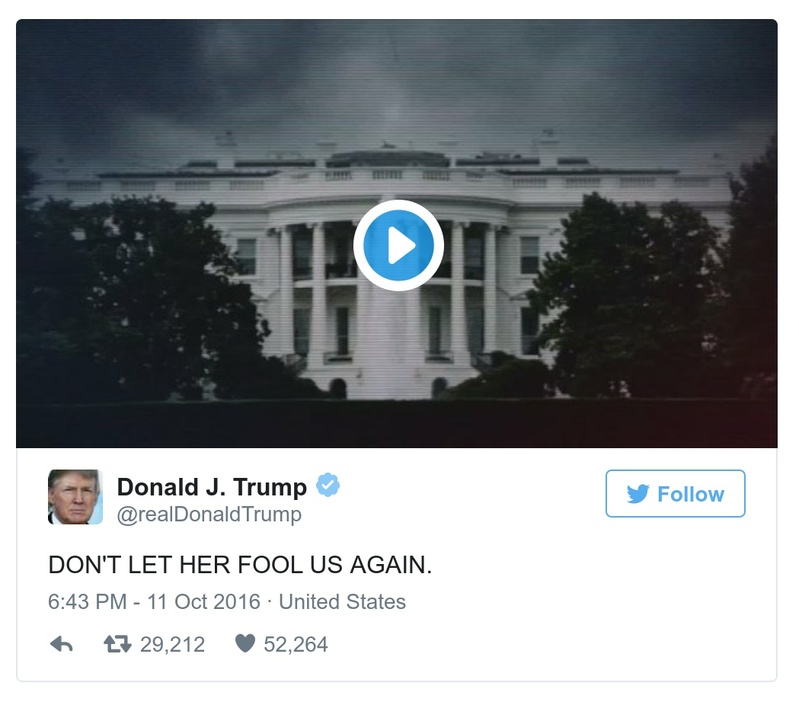 Donald J. Trump
@realDonaldTrump
Follow
DON'T LET HER FOOL US AGAIN.
6:43 PM - 11 Oct 2016 · United States
29,212 52,264